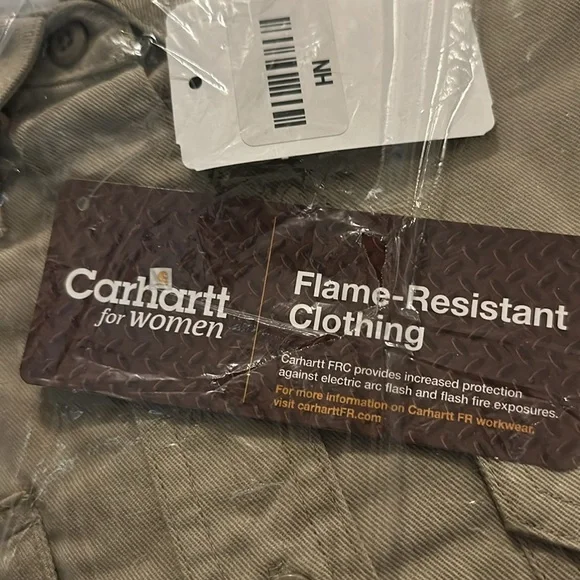 HN
Carhartt
for women
Flame-Resistant
Clothing
Carhartt FRC provides increased protection
against electric arc flash and flash fire exposures.
For more information on Carhartt FR workwear,
visit carharttFR.com